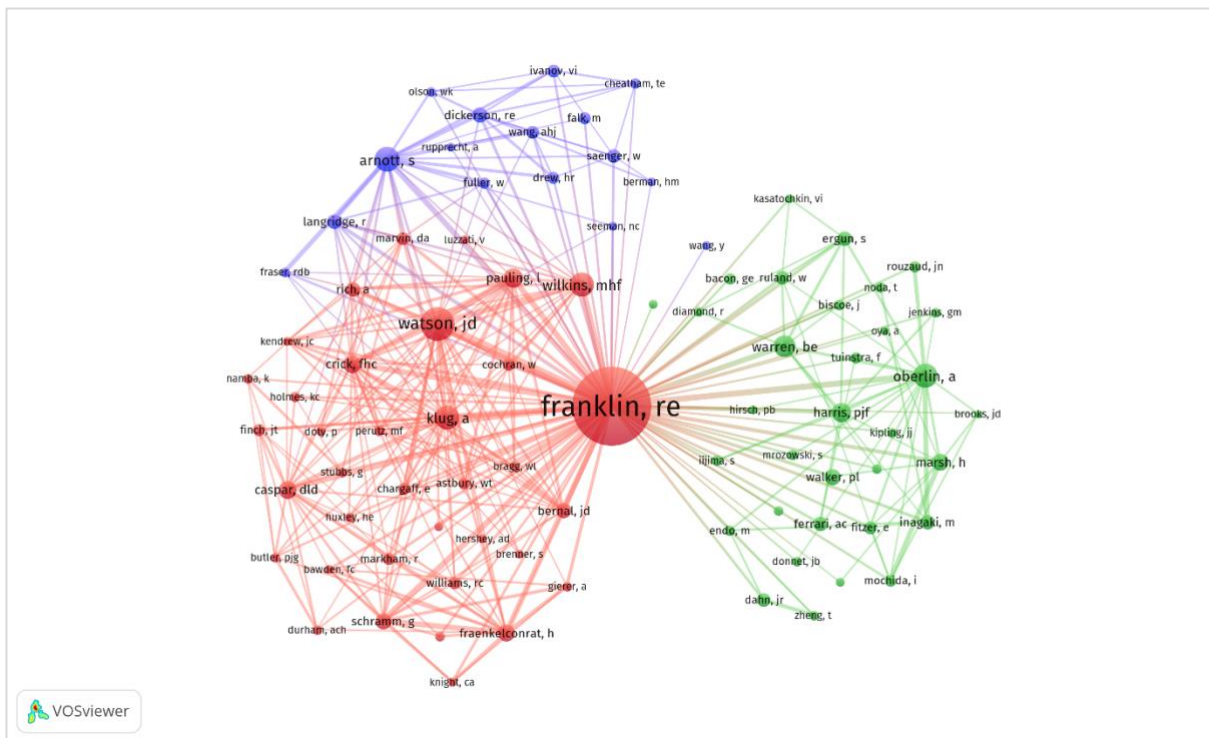 ivanov, vi
cheatham, te
olson, wk
dickerson, re
falk, m
wang, ahj
rupprecht, a
saenger, w
arnott, s
drew, hr
berman, hm
fuller, w
kasatochkin, vi
langridge, r
seeman, nc
marvin, da
luzzati, v
wang, y
ergun, s
rouzaud, jn
fraser, rdb
pauling, l
wilkins, mhf
bacon, ge
ruland, w
noda, t
rich, a
biscoe, j
diamond, r
jenkins, gm
watson, jd
oya, a
kendrew, jc
warren, be
tuinstra, f
crick, fhc
cochran, w
oberlin, a
namba, k
holmes, kc
franklin, re
hirsch, pb
harris, pjf
brooks, jd
klug, a
finch, jt
doty, p
perutz, mf
kipling, jj
mrozowski, s
iijima, s
marsh, h
stubbs, g
bragg, wl
astbury, wt
walker, pl
caspar, dld
chargaff, e
bernal, jd
huxley, he
ferrari, ac
fitzer, e
inagaki, m
endo, m
hershey, ad
butler, pjg
markham, r
brenner, s
donnet, jb
bawden, fc
williams, rc
gierer, a
mochida, i
dahn, jr
zheng, t
schramm, g
durham, ach
fraenkelconrat, h
knight, ca
VOSviewer